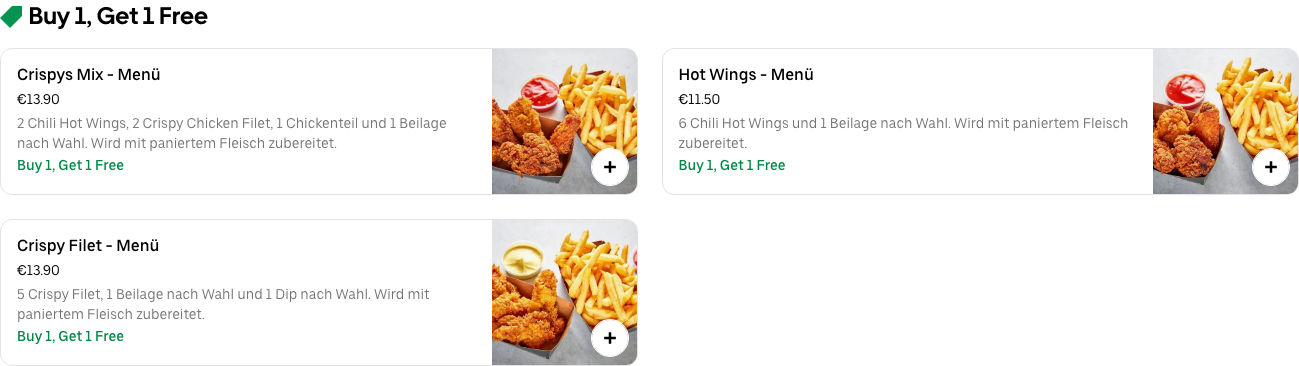 Buy 1, Get 1 Free
Crispys Mix - Menü
€13.90
2 Chili Hot Wings, 2 Crispy Chicken Filet, 1 Chickenteil und 1 Beilage
nach Wahl. Wird mit paniertem Fleisch zubereitet.
Buy 1, Get 1 Free
Hot Wings - Menü
€11.50
6 Chili Hot Wings und 1 Beilage nach Wahl. Wird mit paniertem Fleisch
zubereitet.
Buy 1, Get 1 Free
Crispy Filet - Menü
€13.90
5 Crispy Filet, 1 Beilage nach Wahl und 1 Dip nach Wahl. Wird mit
paniertem Fleisch zubereitet.
Buy 1, Get 1 Free